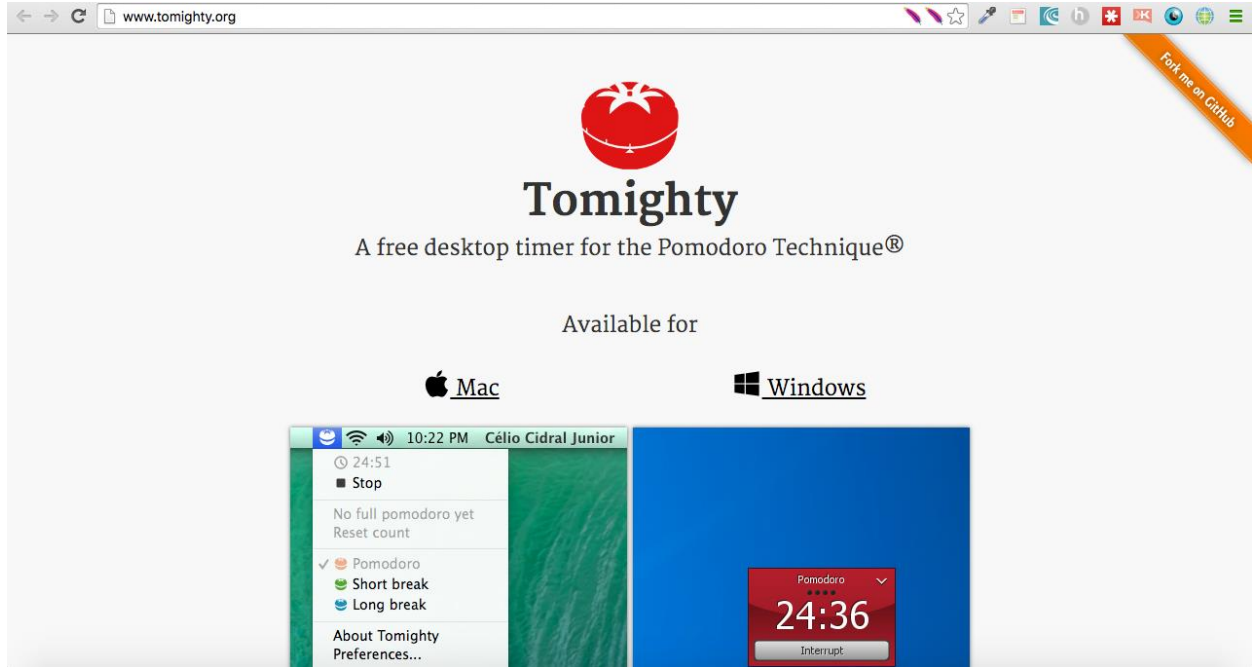 www.tomighty.org
Fork me on GitHub
Tomighty
A free desktop timer for the Pomodoro Technique®
Available for
Mac
Windows
10:22 PM Célio Cidral Junior
24:51
Stop
No full pomodoro yet
Reset count
Pomodoro
Short break
Long break
About Tomighty
Preferences...
Pomodoro
24:36
Interrupt